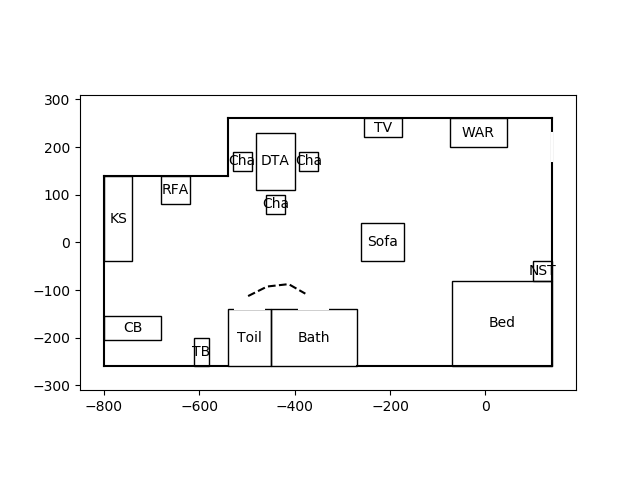 300
200
100
0
−100
−200
−300
TV
WAR
Cha
DTA
Cha
RFA
Cha
KS
Sofa
NST
Bed
CB
TB
Toil
Bath
−800
−600
−400
−200
0